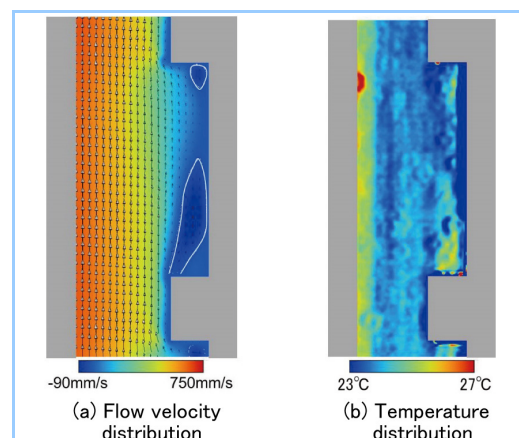 -90mm/s 750mm/s
23℃ 27℃
(a) Flow velocity
distribution
(b) Temperature
distribution